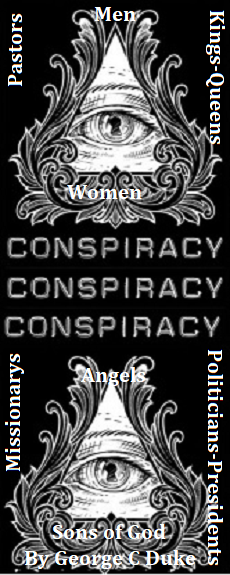 Men
Pastors
Kings-Queens
Women
CONSPIRACY
CONSPIRACY
CONSPIRACY
Missionarys
Angels
Politicians-Presidents
Sons of God
By George C Duke